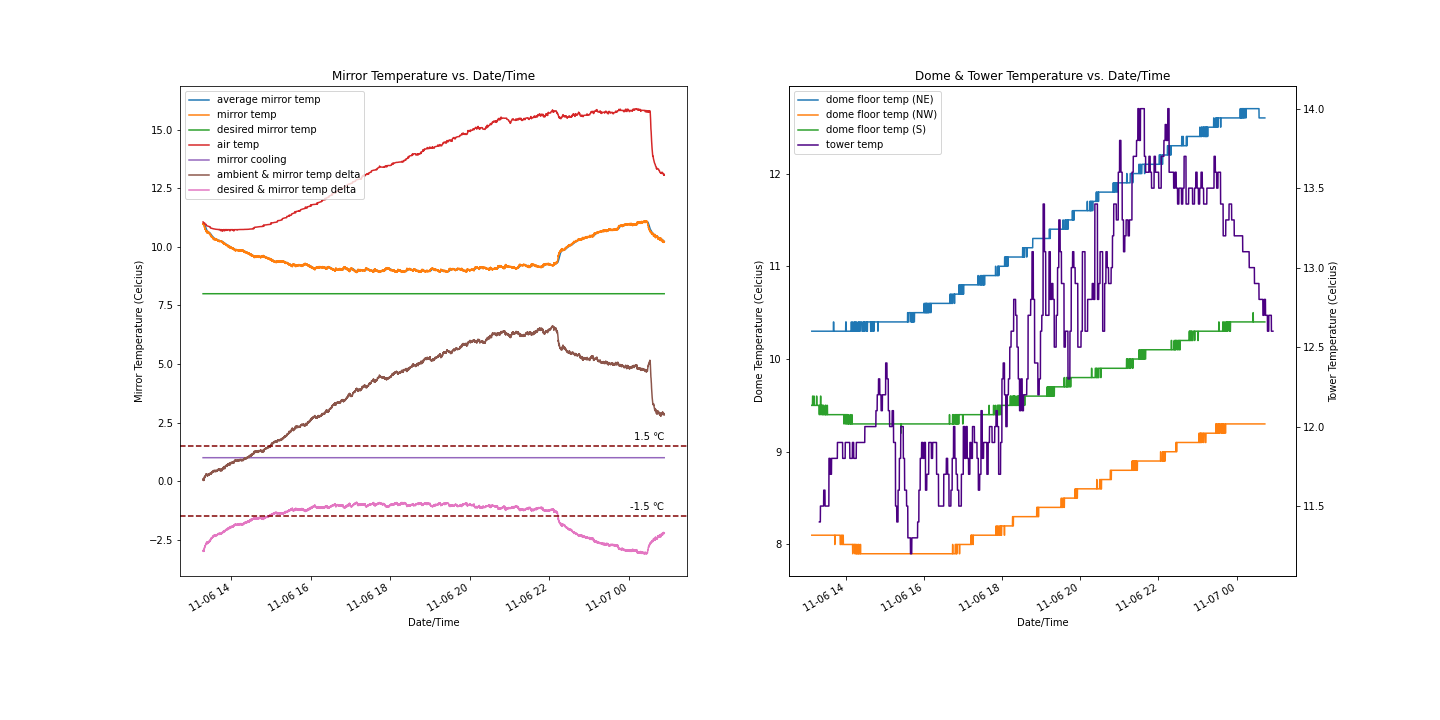 Mirror Temperature vs. Date/Time
average mirror temp
mirror temp
desired mirror temp
air temp
mirror cooling
ambient & mirror temp delta
desired & mirror temp delta
15.0
12.5
10.0
7.5
5.0
2.5
0.0
−2.5
Mirror Temperature (Celcius)
1.5 °C
-1.5 °C
11-06 14
11-06 16
11-06 18
11-06 20
11-06 22
11-07 00
Date/Time
Dome & Tower Temperature vs. Date/Time
dome floor temp (NE)
dome floor temp (NW)
dome floor temp (S)
tower temp
12
11
10
9
8
Dome Temperature (Celcius)
14.0
13.5
13.0
12.5
12.0
11.5
Tower Temperature (Celcius)
11-06 14
11-06 16
11-06 18
11-06 20
11-06 22
11-07 00
Date/Time